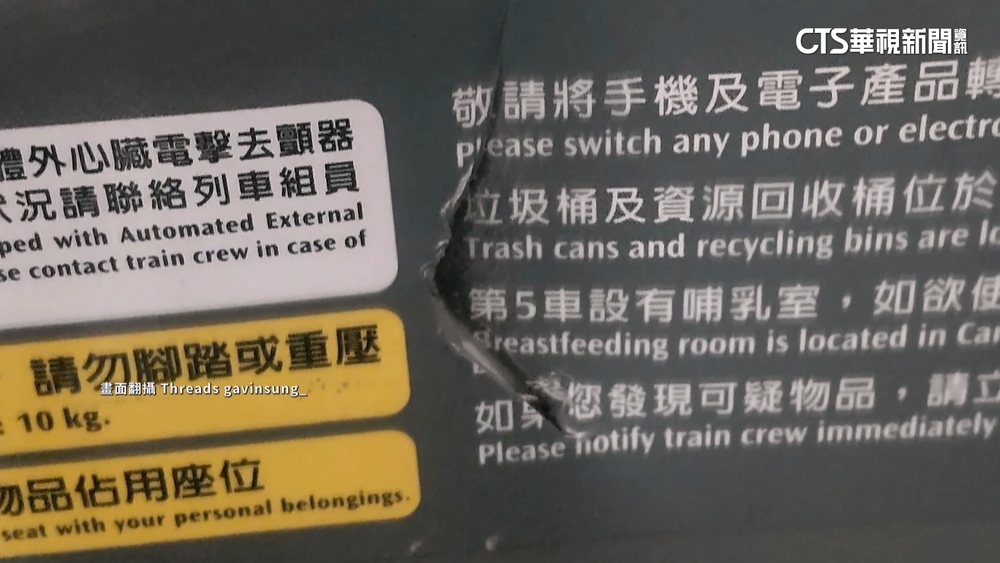 CTS華視新聞資訊
體外心臟電擊去顫器
狀況請聯絡列車組員
ped with Automated External
se contact train crew in case of
請勿腳踏或重壓
10 kg.
物品佔用座位
seat with your personal belongings.
敬請將手機及電子產品轉
Please switch any phone or electro
垃圾桶及資源回收桶位於
Trash cans and recycling bins are lo
第5車設有哺乳室，如欲使
Breastfeeding room is located in Car
如果您發現可疑物品，請立
Please notify train crew immediately
畫面翻攝 Threads gavinsung_